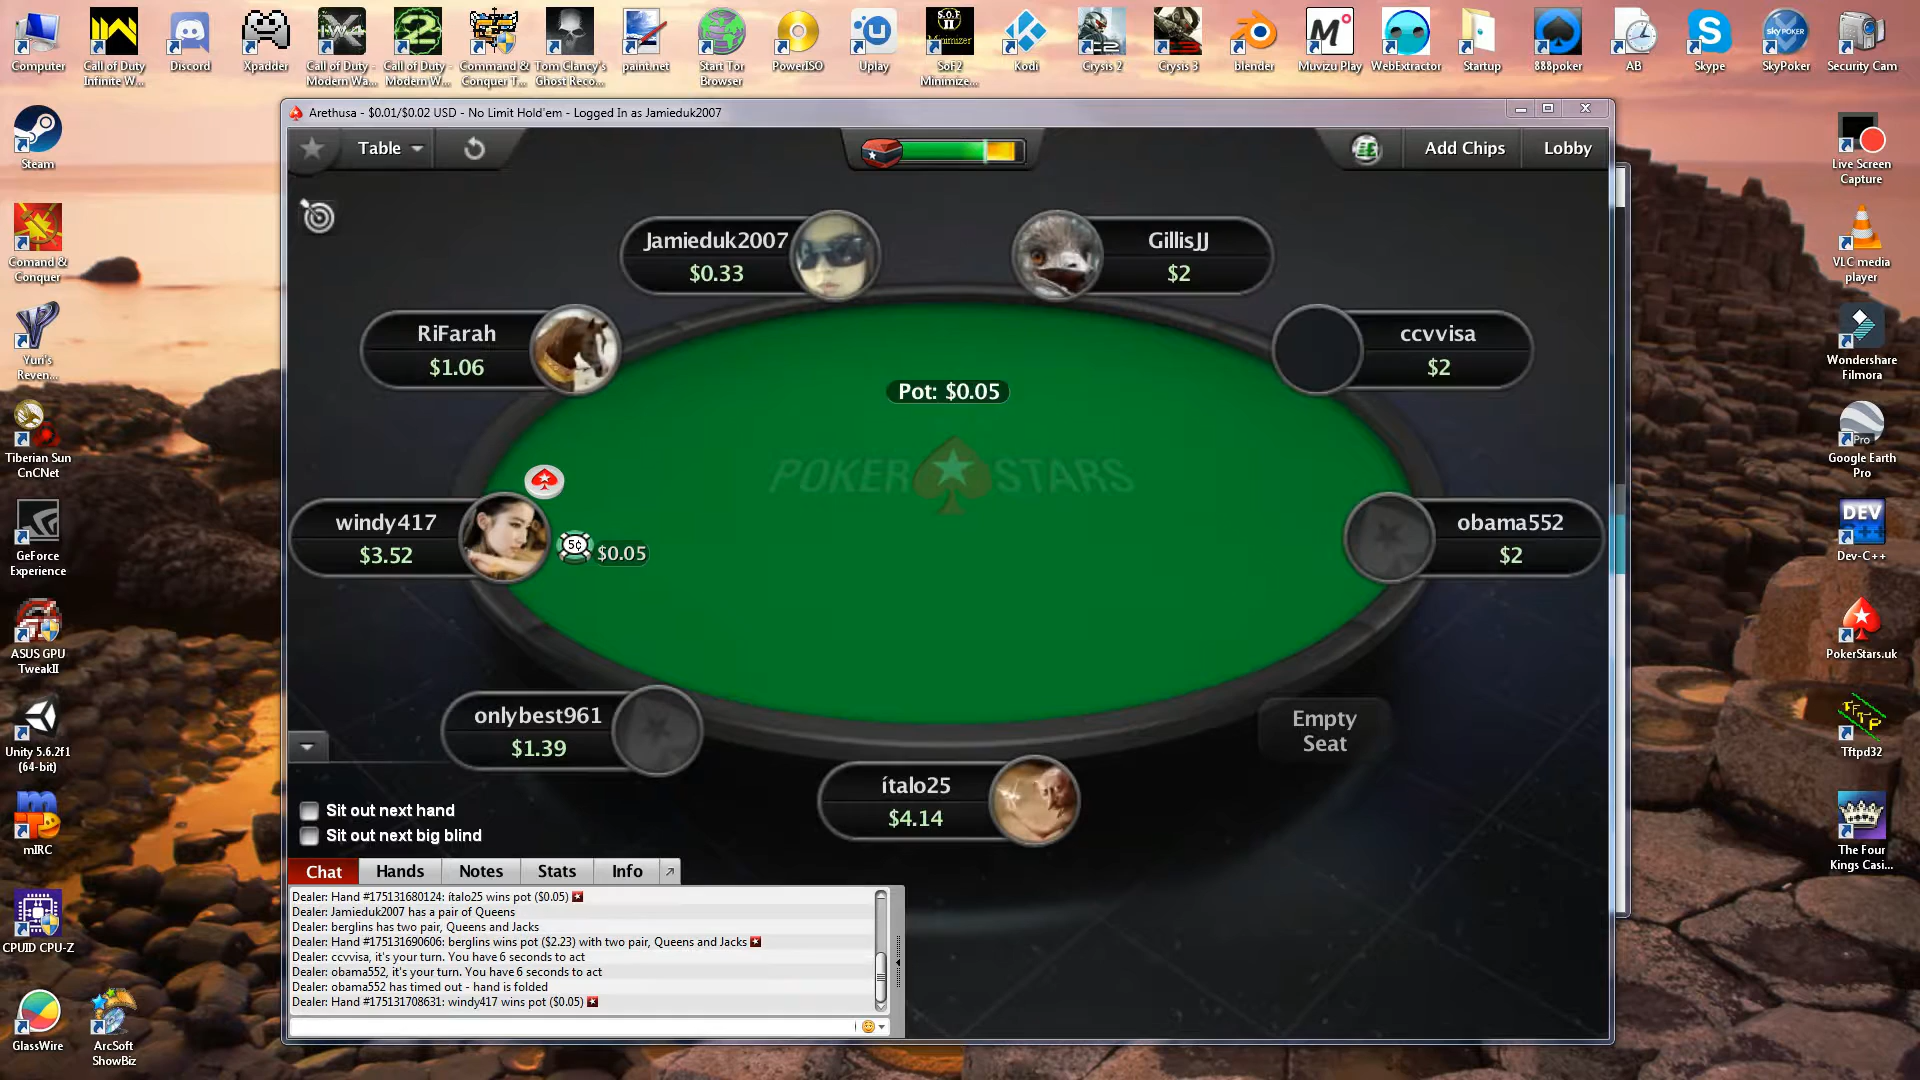 Computer
Call of Duty
Infinite W...
Discord
Xpadder
Call of Duty -
Modern Wa...
Call of Duty -
Modern W...
Command &
Conquer T...
Tom Clancy's
Ghost Reco...
paint.net
Start Tor
Browser
PowerISO
Uplay
SoF2
Minimize...
Kodi
Crysis 2
Crysis 3
blender
Muvizu Play
WebExtractor
Startup
888poker
AB
Skype
SkyPoker
Security Cam
Arethusa - $0.01/$0.02 USD - No Limit Hold'em - Logged In as Jamieduk2007
Table
Add Chips
Lobby
Steam
Comand &
Conquer
Yuri's
Reven...
Tiberian Sun
CnCNet
GeForce
Experience
ASUS GPU
TweakII
Unity 5.6.2f1
(64-bit)
mIRC
CPUID CPU-Z
GlassWire
ArcSoft
ShowBiz
Jamieduk2007
$0.33
GillisJJ
$2
RiFarah
$1.06
ccvvisa
$2
Pot: $0.05
POKER STARS
windy417
$3.52
5¢
$0.05
obama552
$2
onlybest961
$1.39
ítalo25
$4.14
Empty
Seat
Sit out next hand
Sit out next big blind
Chat
Hands
Notes
Stats
Info
Dealer: Hand #175131680124: ítalo25 wins pot ($0.05)
Dealer: Jamieduk2007 has a pair of Queens
Dealer: berglins has two pair, Queens and Jacks
Dealer: Hand #175131690606: berglins wins pot ($2.23) with two pair, Queens and Jacks
Dealer: ccvvisa, it's your turn. You have 6 seconds to act
Dealer: obama552, it's your turn. You have 6 seconds to act
Dealer: obama552 has timed out - hand is folded
Dealer: Hand #175131708631: windy417 wins pot ($0.05)
Live Screen
Capture
VLC media
player
Wondershare
Filmora
Pro
Google Earth
Pro
DEV
Dev-C++
PokerStars.uk
Tftpd32
The Four
Kings Casi...